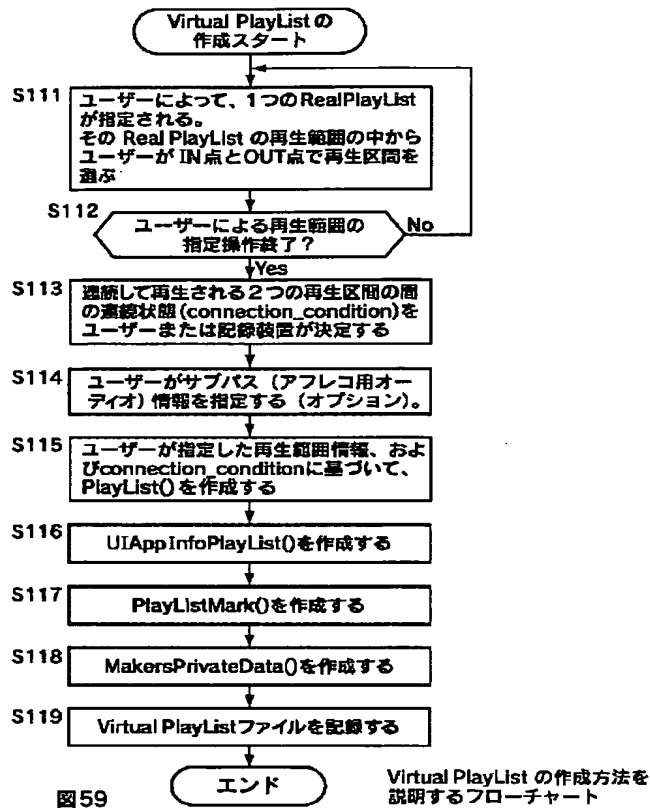 Virtual PlayList の
作成スタート
S111
ユーザーによって、1つのRealPlayList
が指定される。
その Real PlayList の再生範囲の中から
ユーザーが IN点とOUT点で再生区間を
選ぶ
S112
ユーザーによる再生範囲の
指定操作終了？
No
Yes
S113
連続して再生される2つの再生区間の間
の連続状態(connection_condition)を
ユーザーまたは記録装置が決定する
S114
ユーザーがサブパス（アフレコ用オー
ディオ）情報を指定する（オプション）。
S115
ユーザーが指定した再生範囲情報、およ
びconnection_conditionに基づいて、
PlayList()を作成する
S116
UIAppInfoPlayList()を作成する
S117
PlayListMark()を作成する
S118
MakersPrivateData()を作成する
S119
Virtual PlayListファイルを記録する
エンド
図59
Virtual PlayList の作成方法を
説明するフローチャート